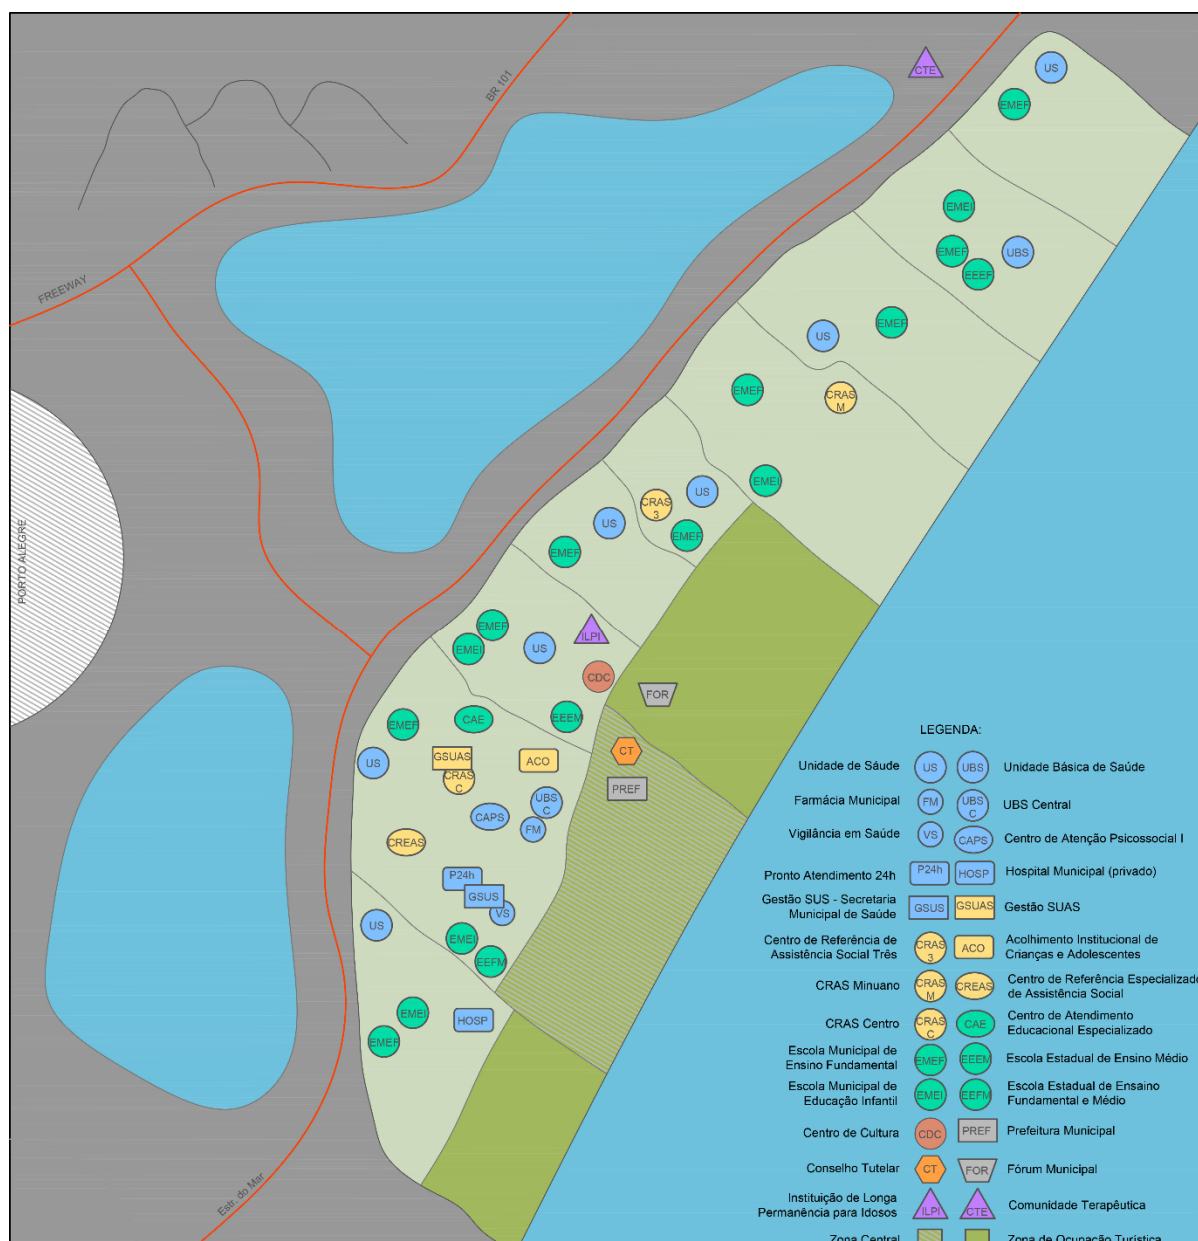 CTE
US
EMEF
BR 101
EMEI
EMEF
UBS
EEEF
FREEWAY
US
EMEF
EMEF
CRAS
M
EMEI
US
CRAS
3
US
EMEF
EMEF
PORTO ALEGRE
EMEF
EMEI
US
ILPI
CDC
FOR
EMEF
CAE
EEEM
US
GSUAS
CRAS
C
ACO
CT
PREF
UBS
C
CAPS
FM
CREAS
P24h
GSUS
VS
US
EMEI
EEFM
EMEI
HOSP
EMEF
Estr. do Mar
LEGENDA:
Unidade de Sáude US UBS Unidade Básica de Saúde
Farmácia Municipal FM UBS C UBS Central
Vigilância em Saúde VS CAPS Centro de Atenção Psicossocial I
Pronto Atendimento 24h P24h HOSP Hospital Municipal (privado)
Gestão SUS - Secretaria
Municipal de Saúde GSUS GSUAS Gestão SUAS
Centro de Referência de
Assistência Social Três CRAS 3 ACO Acolhimento Institucional de
Crianças e Adolescentes
CRAS Minuano CRAS M CREAS Centro de Referência Especializado
de Assistência Social
CRAS Centro CRAS C CAE Centro de Atendimento
Educacional Especializado
Escola Municipal de
Ensino Fundamental EMEF EEEM Escola Estadual de Ensino Médio
Escola Municipal de
Educação Infantil EMEI EEFM Escola Estadual de Ensaino
Fundamental e Médio
Centro de Cultura CDC PREF Prefeitura Municipal
Conselho Tutelar CT FOR Fórum Municipal
Instituição de Longa
Permanência para Idosos ILPI CTE Comunidade Terapêutica
Zona Central Zona de Ocupação Turística